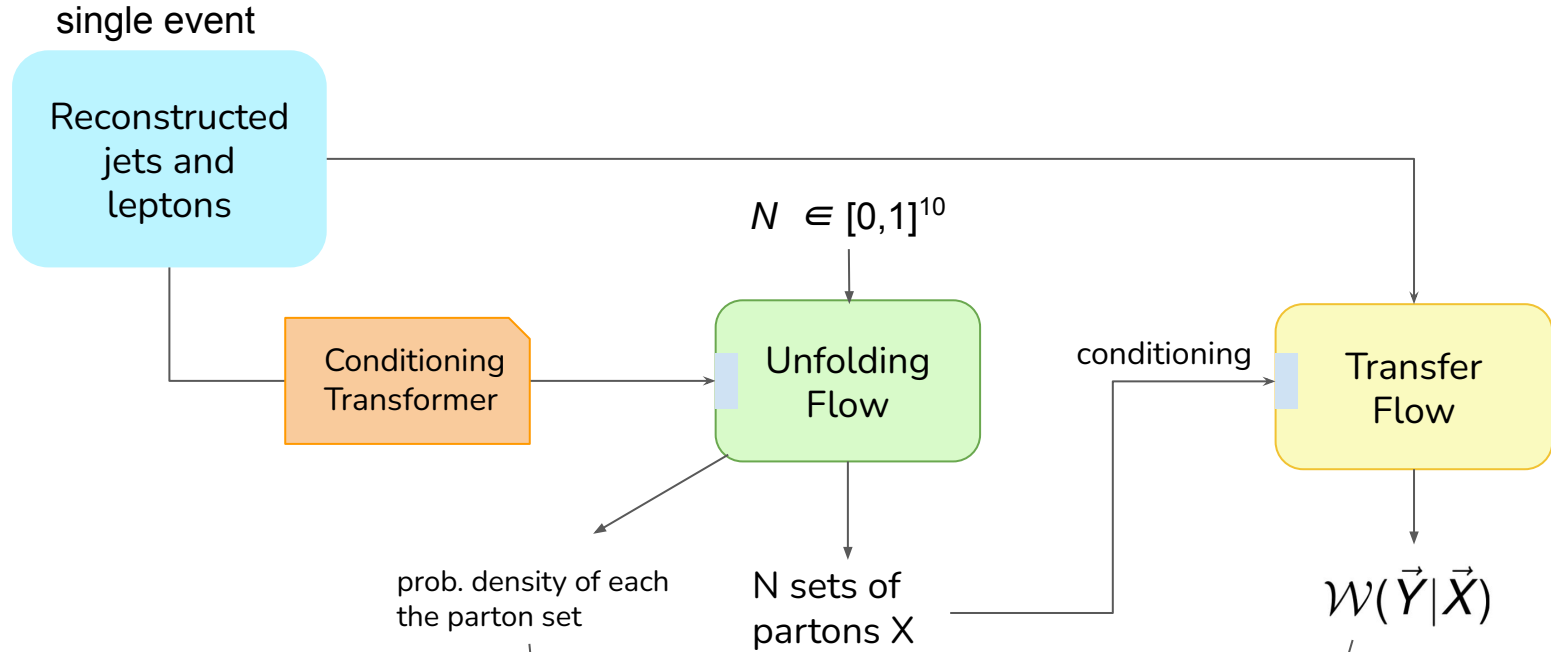 single event
Reconstructed
jets and
leptons
N ∈ [0,1]¹⁰
Conditioning
Transformer
Unfolding
Flow
conditioning
Transfer
Flow
prob. density of each
the parton set
N sets of
partons X
𝒲(Y⃗|X⃗)